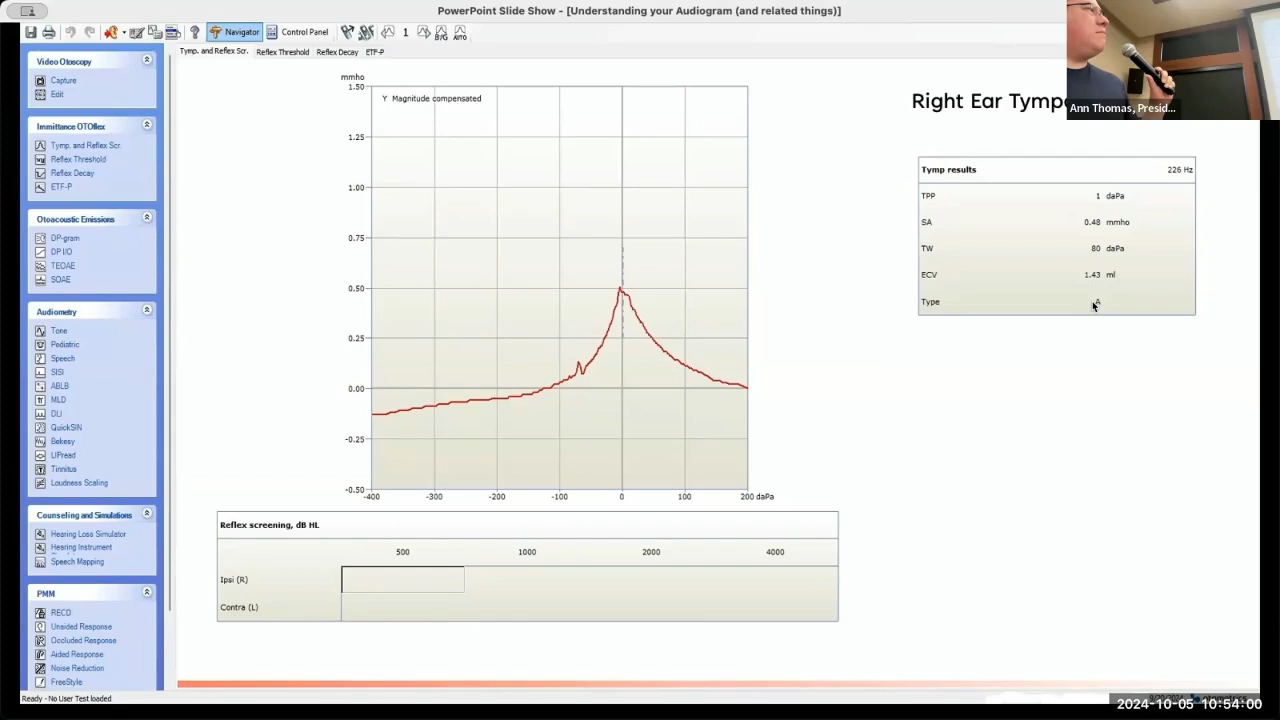 PowerPoint Slide Show - [Understanding your Audiogram (and related things)]
Navigator
Control Panel
1
B/G
AUTO
Tymp. and Reflex Scr.
Reflex Threshold
Reflex Decay
ETF-P
Video Otoscopy
Capture
Edit
Immittance OTOflex
Tymp. and Reflex Scr.
Reflex Threshold
Reflex Decay
ETF-P
Otoacoustic Emissions
DP-gram
DP I/O
TEOAE
SOAE
Audiometry
Tone
Pediatric
Speech
SISI
ABLB
MLD
DLI
QuickSIN
Bekesy
LIPread
Tinnitus
Loudness Scaling
Counseling and Simulations
Hearing Loss Simulator
Hearing Instrument
Speech Mapping
PMM
RECD
Unaided Response
Occluded Response
Aided Response
Noise Reduction
FreeStyle
Ready - No User Test loaded
mmho
1.50
Y Magnitude compensated
1.25
1.00
0.75
0.50
0.25
0.00
-0.25
-0.50
-400 -300 -200 -100 0 100 200 daPa
Reflex screening, dB HL
500 1000 2000 4000
Ipsi (R)
Contra (L)
Right Ear Tymp
Ann Thomas, Presid...
Tymp results 226 Hz
TPP 1 daPa
SA 0.48 mmho
TW 80 daPa
ECV 1.43 ml
Type A
2024-10-05 10:54:00